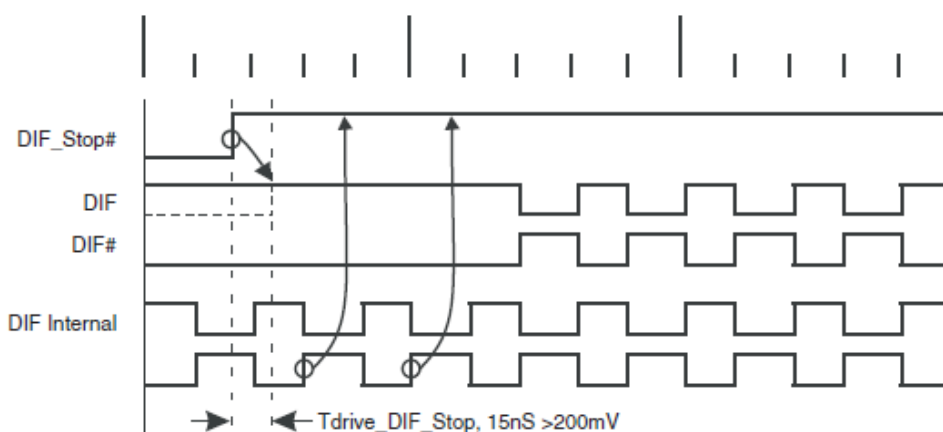 DIF_Stop#
DIF
DIF#
DIF Internal
Tdrive_DIF_Stop, 15nS >200mV